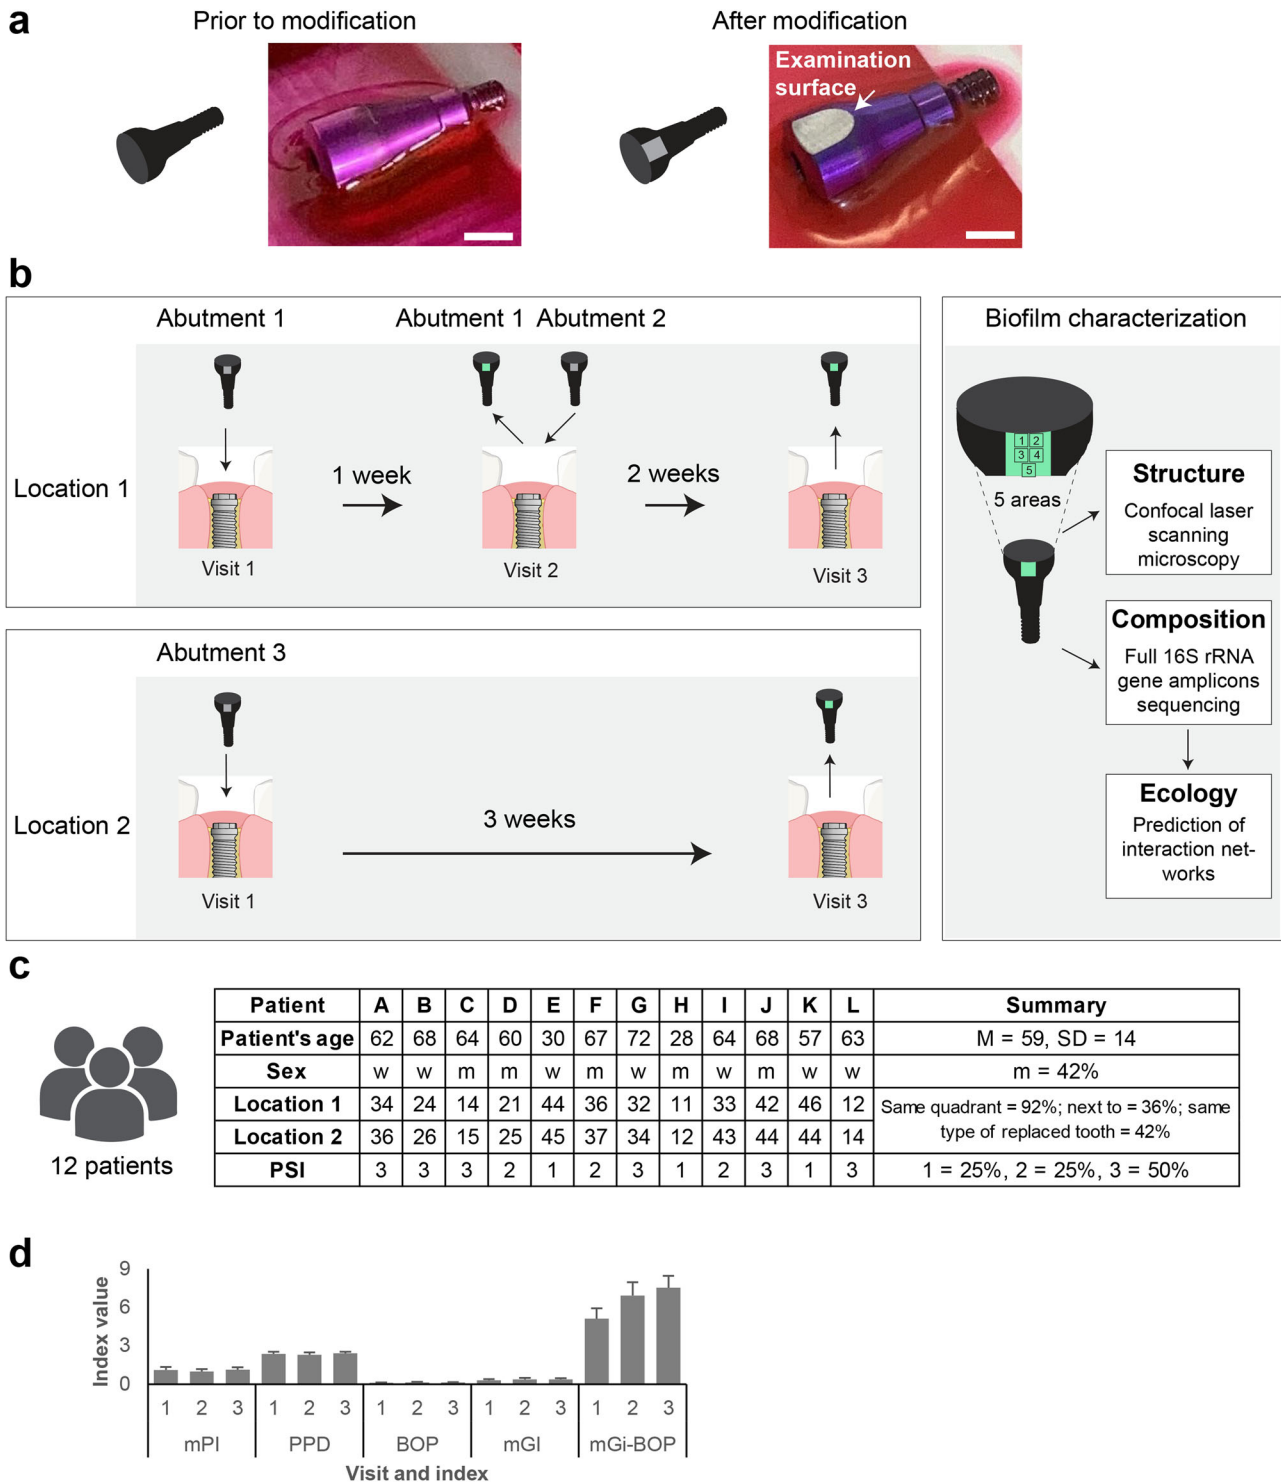 a
Prior to modification
After modification
Examination
surface
b
Abutment 1
Abutment 1 Abutment 2
Location 1
1 week
2 weeks
Visit 1
Visit 2
Visit 3
Abutment 3
Location 2
3 weeks
Visit 1
Visit 3
Biofilm characterization
1 2
3 4
5
5 areas
Structure
Confocal laser
scanning
microscopy
Composition
Full 16S rRNA
gene amplicons
sequencing
Ecology
Prediction of
interaction net-
works
c
12 patients
Patient A B C D E F G H I J K L Summary
Patient's age 62 68 64 60 30 67 72 28 64 68 57 63 M = 59, SD = 14
Sex w w m m w m w m w m w w m = 42%
Location 1 34 24 14 21 44 36 32 11 33 42 46 12 Same quadrant = 92%; next to = 36%; same
Location 2 36 26 15 25 45 37 34 12 43 44 44 14 type of replaced tooth = 42%
PSI 3 3 3 2 1 2 3 1 2 3 1 3 1 = 25%, 2 = 25%, 3 = 50%
d
Index value
9
6
3
0
1 2 3 1 2 3 1 2 3 1 2 3 1 2 3
mPI PPD BOP mGI mGi-BOP
Visit and index